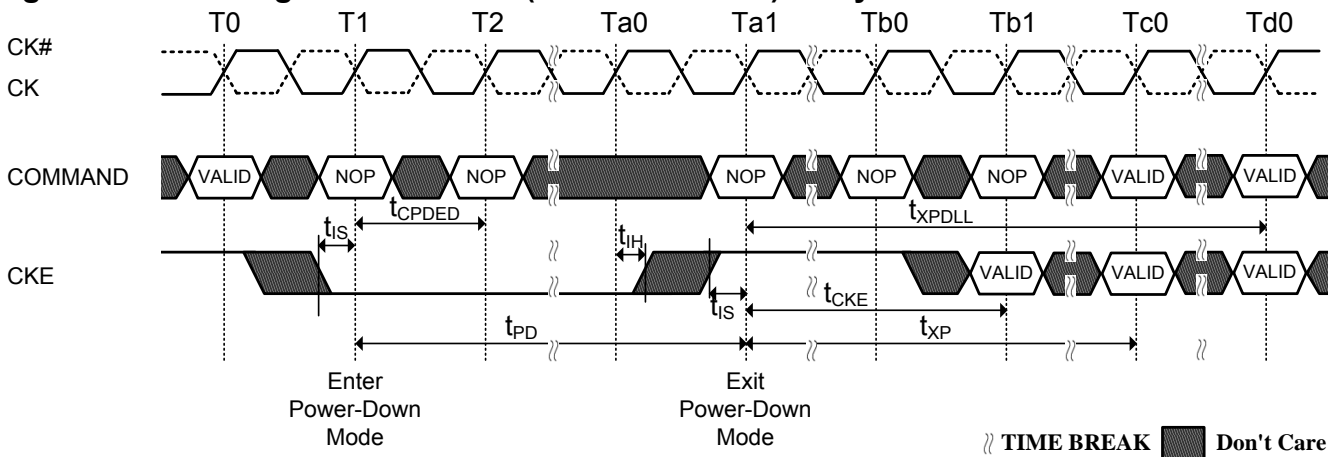 T0 T1 T2 Ta0 Ta1 Tb0 Tb1 Tc0 Td0
CK#
CK
COMMAND VALID NOP NOP NOP NOP NOP VALID VALID
tCPDED tXPDLL
tIS tIH
CKE VALID VALID VALID
tIS tCKE
tPD tXP
Enter
Power-Down
Mode
Exit
Power-Down
Mode
TIME BREAK Don't Care